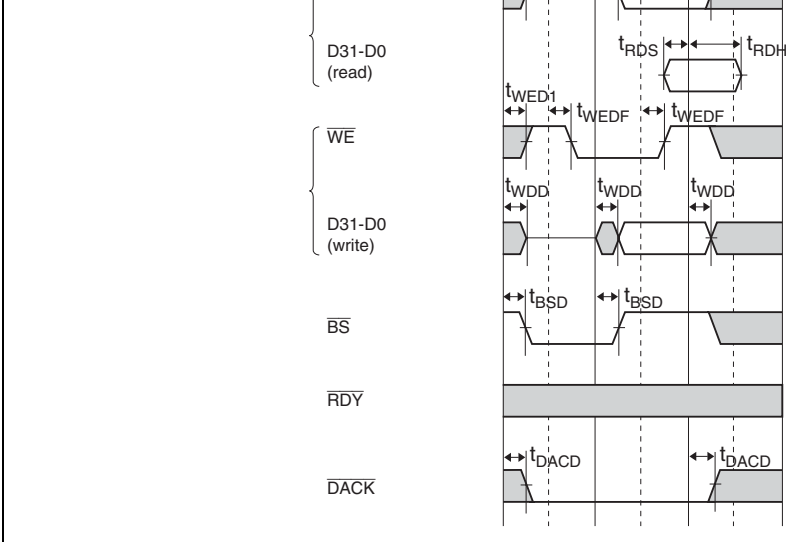 tRDS tRDH
D31-D0
(read)
tWED1
tWEDF tWEDF
WE
tWDD tWDD tWDD
D31-D0
(write)
tBSD tBSD
BS
RDY
tDACD tDACD
DACK